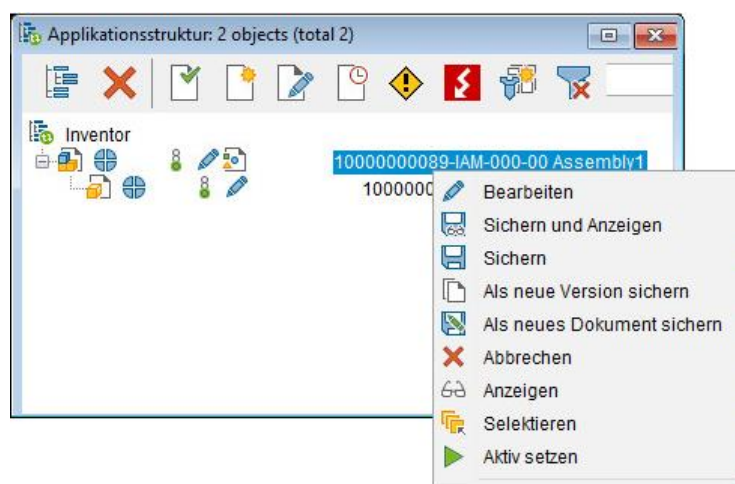 Applikationsstruktur: 2 objects (total 2)
Inventor
10000000089-IAM-000-00 Assembly1
1000000
Bearbeiten
Sichern und Anzeigen
Sichern
Als neue Version sichern
Als neues Dokument sichern
Abbrechen
Anzeigen
Selektieren
Aktiv setzen